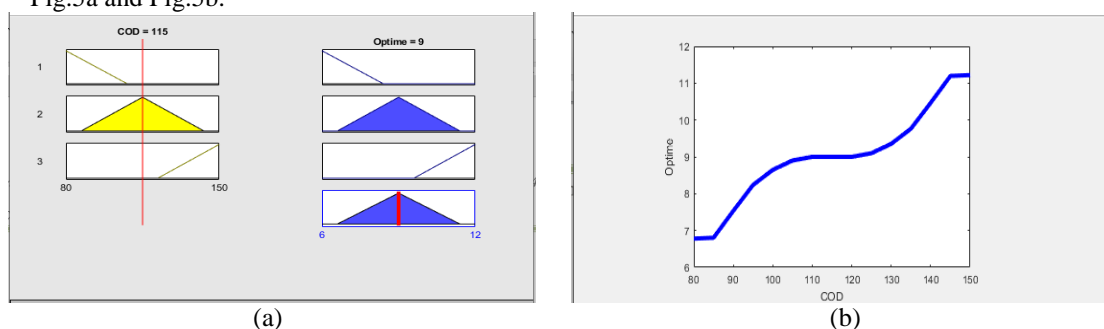 Fig.5a and Fig.5b.
COD = 115
Optime = 9
1
2
3
80 150
6 12
(a)
12
11
10
9
8
7
6
Optime
80 90 100 110 120 130 140 150
COD
(b)